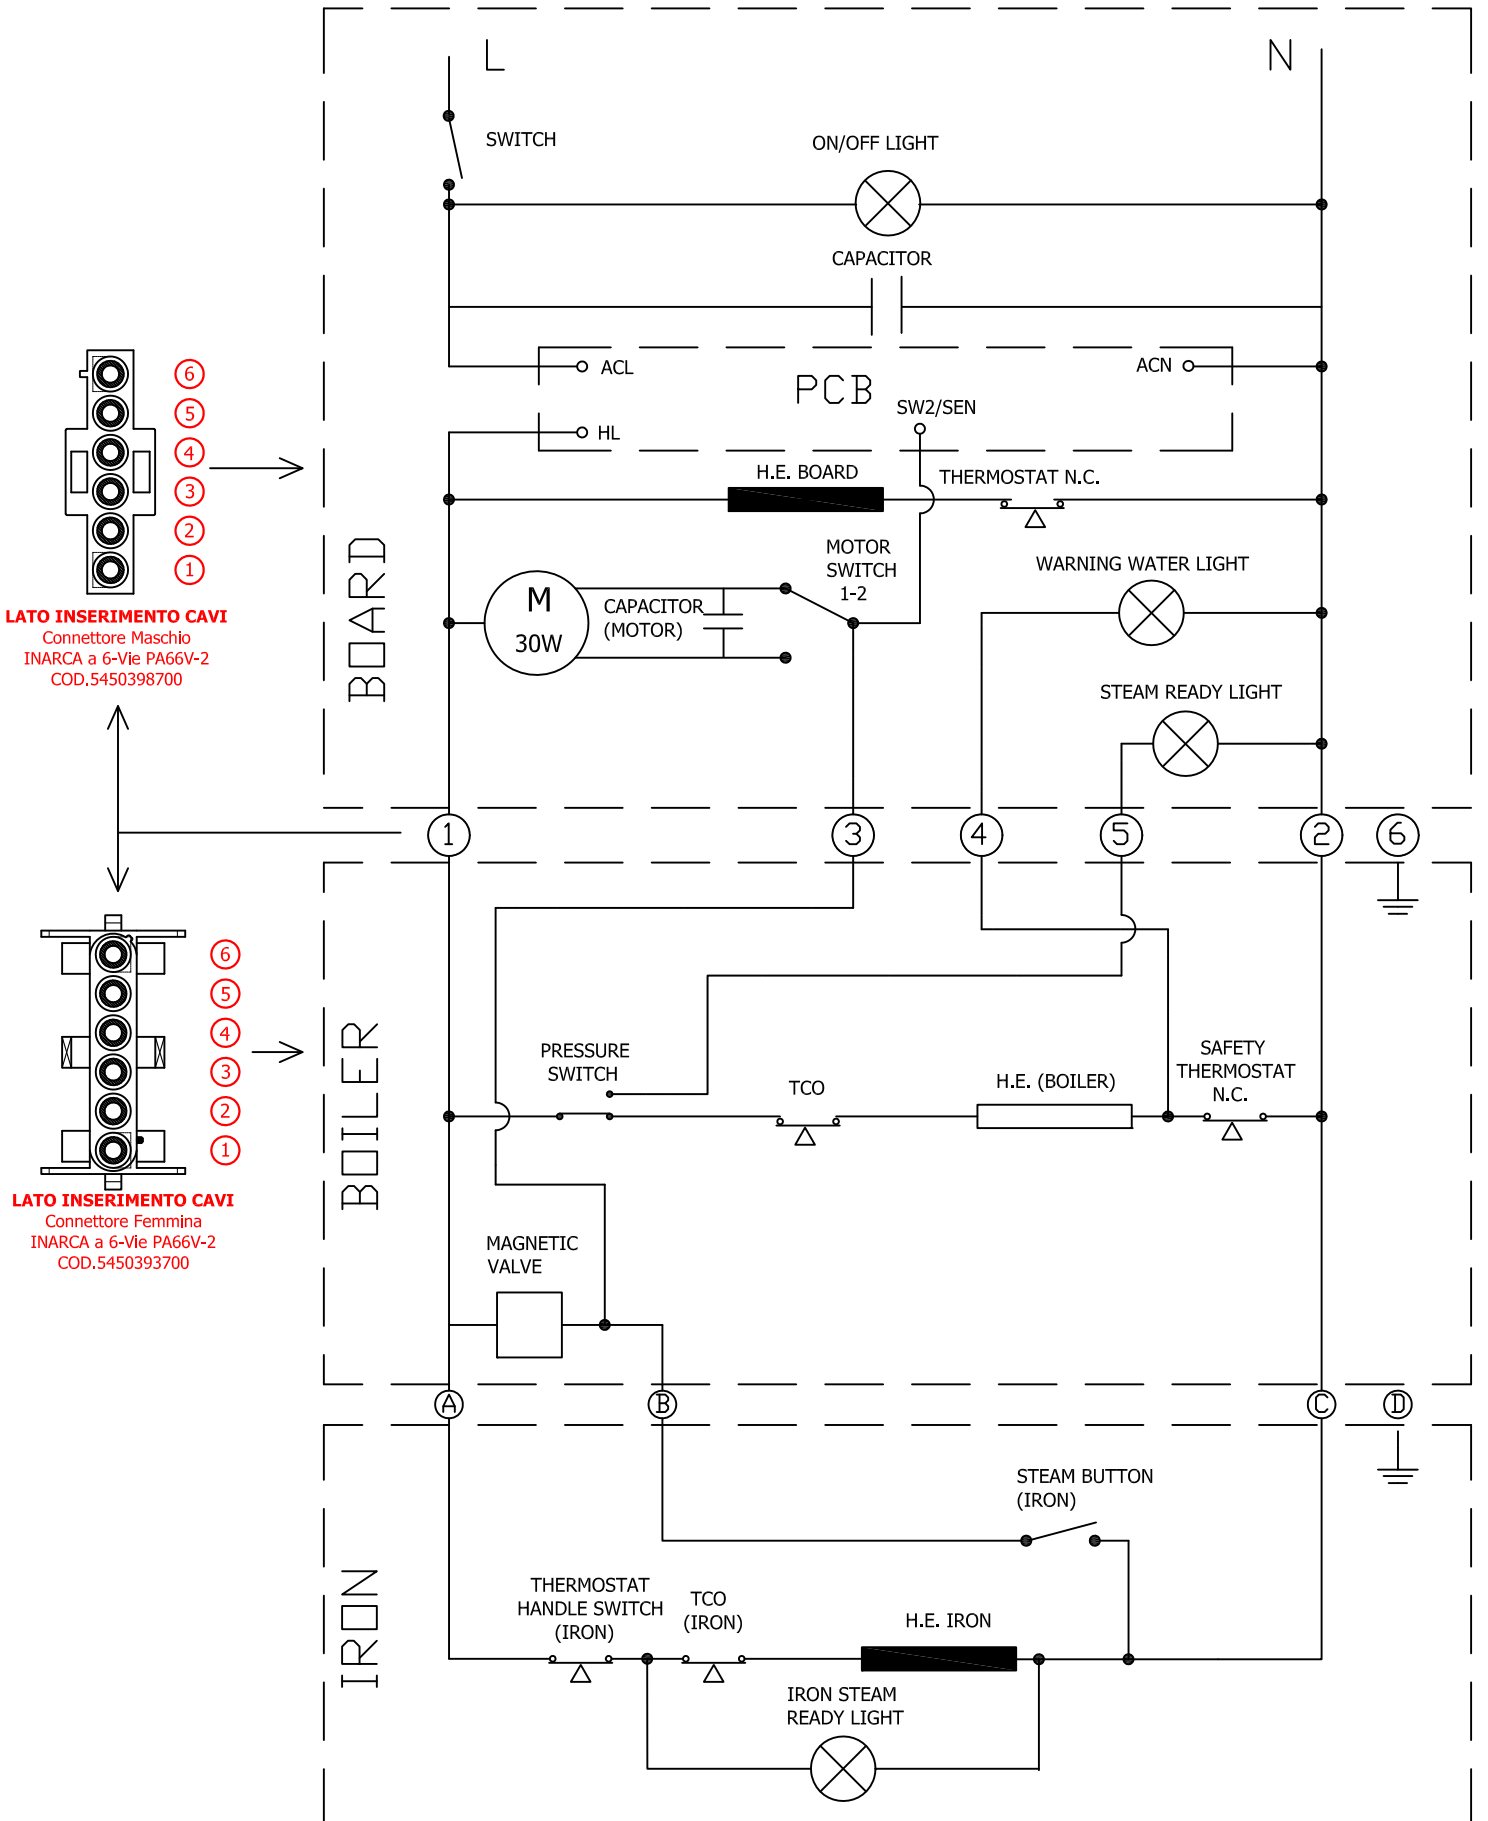 L
N
SWITCH
ON/OFF LIGHT
CAPACITOR
ACL
ACN
PCB
SW2/SEN
HL
H.E. BOARD
THERMOSTAT N.C.
MOTOR
SWITCH
1-2
WARNING WATER LIGHT
M
30W
CAPACITOR
(MOTOR)
STEAM READY LIGHT
BOARD
6
5
4
3
2
1
LATO INSERIMENTO CAVI
Connettore Maschio
INARCA a 6-Vie PA66V-2
COD.5450398700
1
3
4
5
2
6
6
5
4
3
2
1
LATO INSERIMENTO CAVI
Connettore Femmina
INARCA a 6-Vie PA66V-2
COD.5450393700
BOILER
PRESSURE
SWITCH
TCO
H.E. (BOILER)
SAFETY
THERMOSTAT
N.C.
MAGNETIC
VALVE
A
B
C
D
IRON
STEAM BUTTON
(IRON)
THERMOSTAT
HANDLE SWITCH
(IRON)
TCO
(IRON)
H.E. IRON
IRON STEAM
READY LIGHT